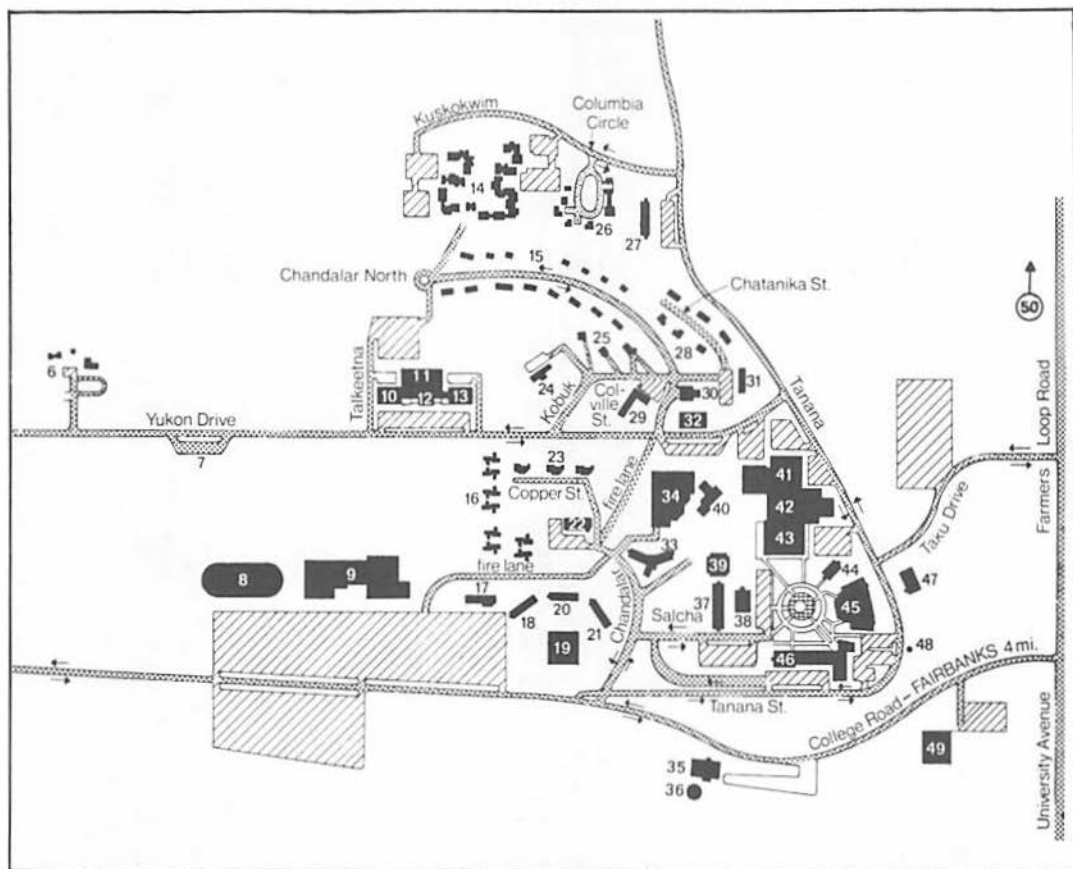 Kuskokwim
Columbia
Circle
14
26
27
Chandalar North
15
Chatanika St.
50
6
Talkeetna
25
28
11
24
10
12
13
Kobuk
Col-
ville
St.
29
30
31
Tanana
32
Yukon Drive
7
Loop Road
Farmers
23
16
Copper St.
fire lane
34
40
41
42
43
22
33
Taku Drive
8
9
fire lane
39
44
47
17
18
20
21
19
Chandalar
37
38
45
Salcha
46
48
Tanana St.
College Road – FAIRBANKS 4 mi.
49
35
36
University Avenue